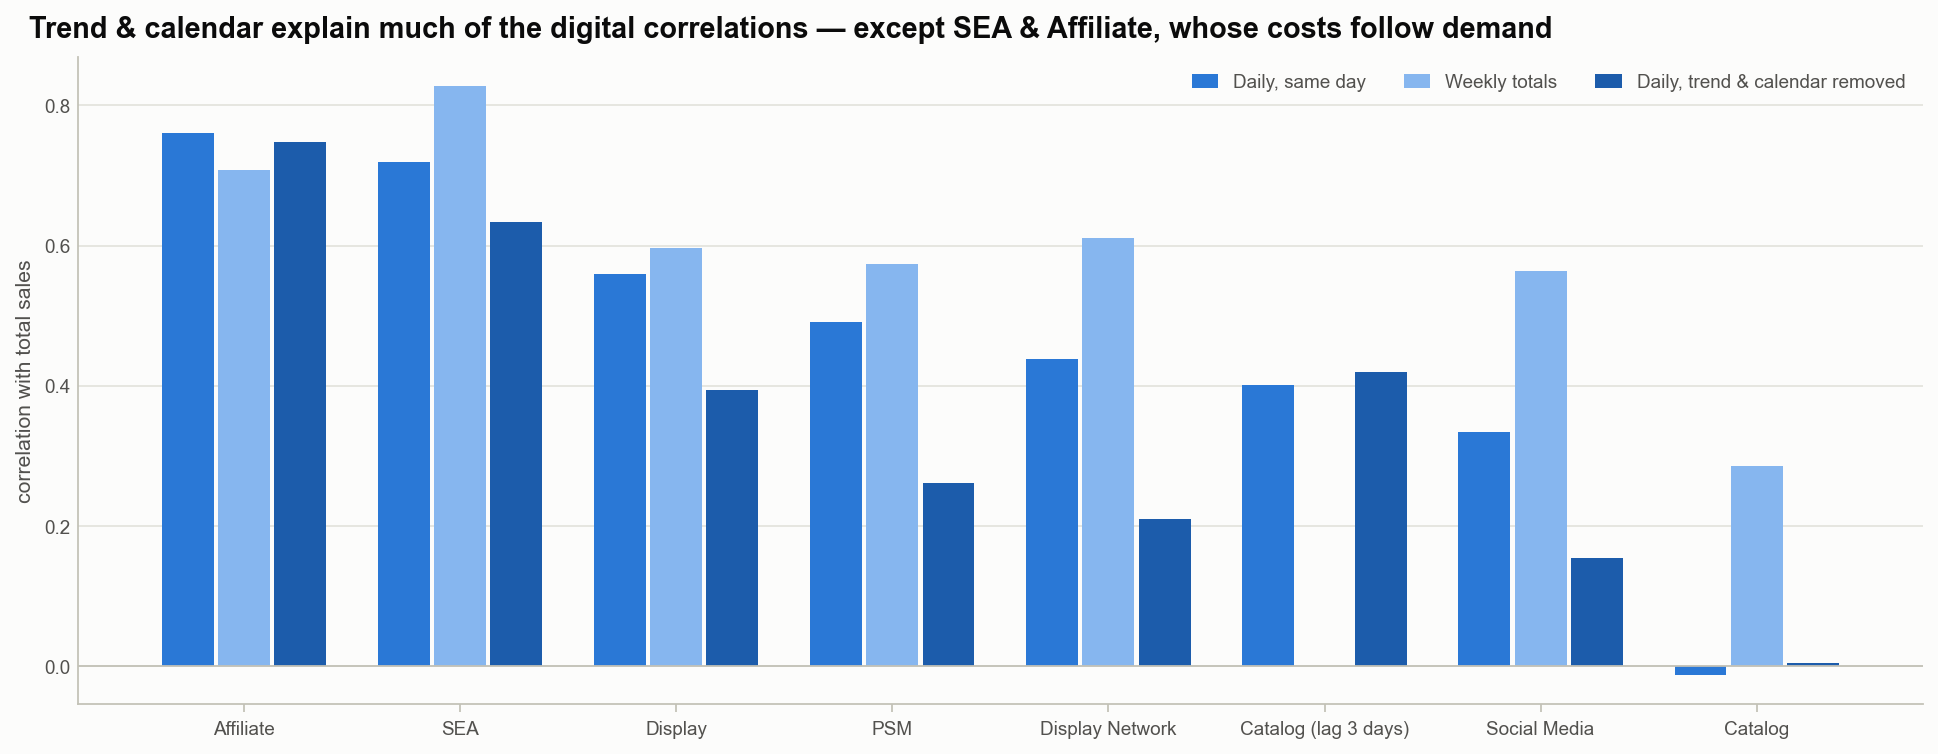 Trend & calendar explain much of the digital correlations — except SEA & Affiliate, whose costs follow demand
Daily, same day
Weekly totals
Daily, trend & calendar removed
correlation with total sales
0.8
0.6
0.4
0.2
0.0
Affiliate
SEA
Display
PSM
Display Network
Catalog (lag 3 days)
Social Media
Catalog